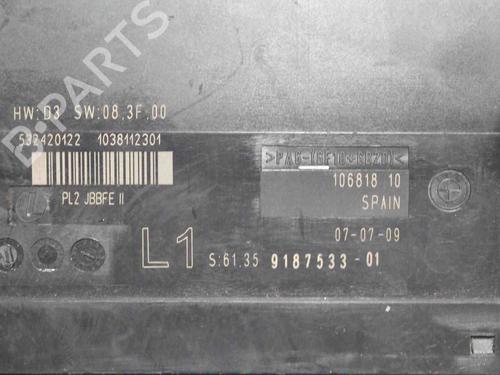 HW:D3 SW:08,3F,00
532420122 1038112301
PL2 JBBFE II
106818 10
SPAIN
07-07-09
L1
S:61.35 9187533-01
B-PARTS